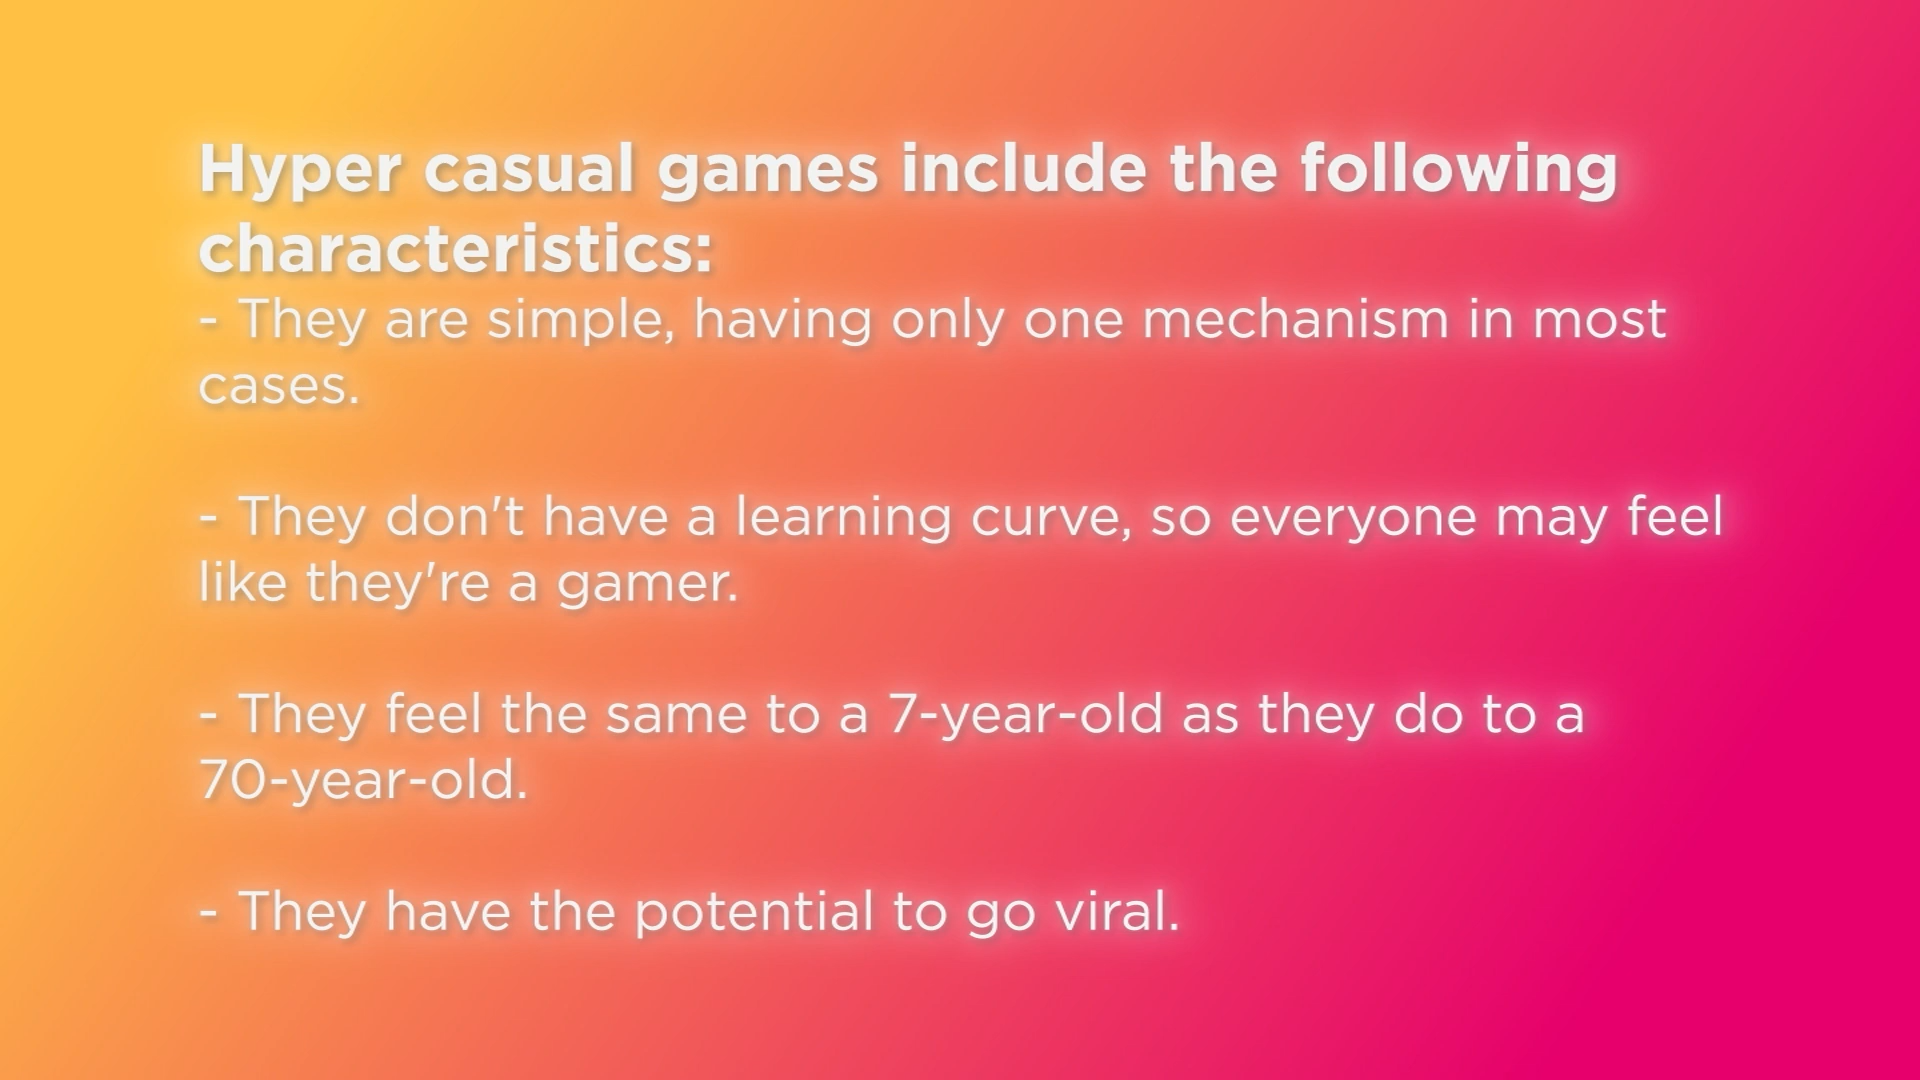 Hyper casual games include the following
characteristics:
- They are simple, having only one mechanism in most
cases.
- They don't have a learning curve, so everyone may feel
like they're a gamer.
- They feel the same to a 7-year-old as they do to a
70-year-old.
- They have the potential to go viral.